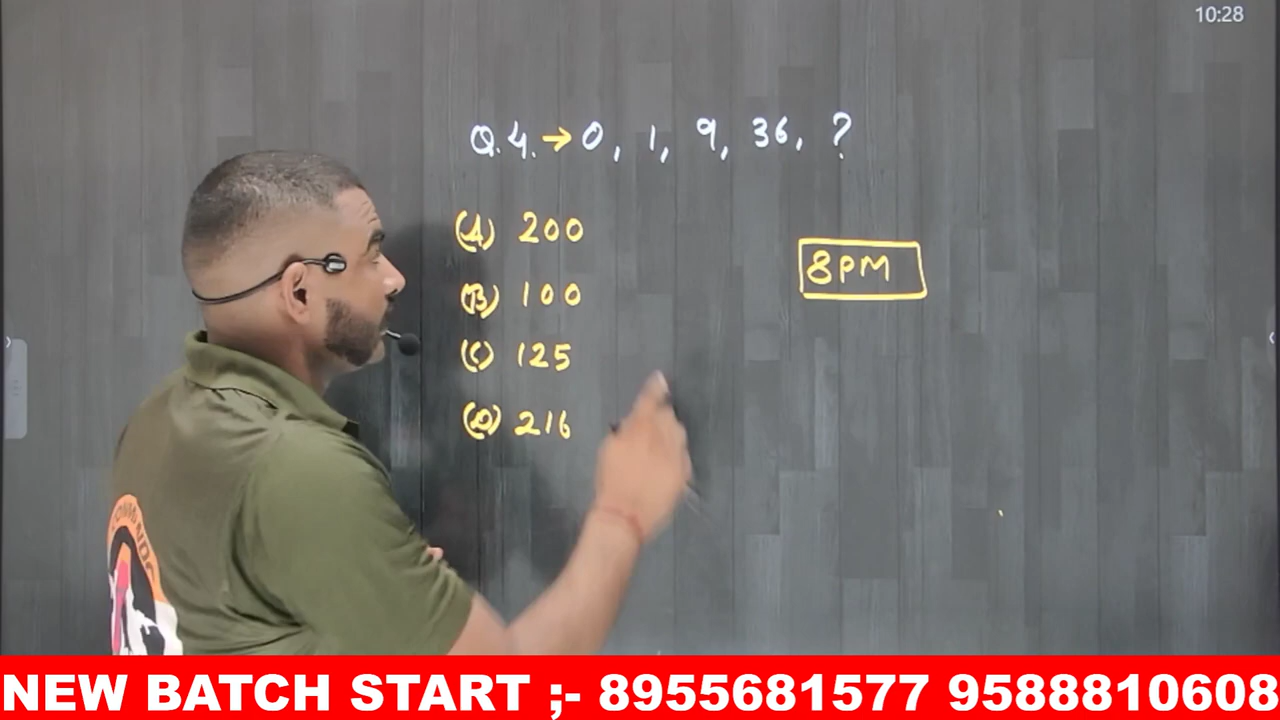 10:28
Q.4. → 0, 1, 9, 36, ?
(A) 200
(B) 100
(C) 125
(D) 216
8PM
NEW BATCH START ;- 8955681577 9588810608